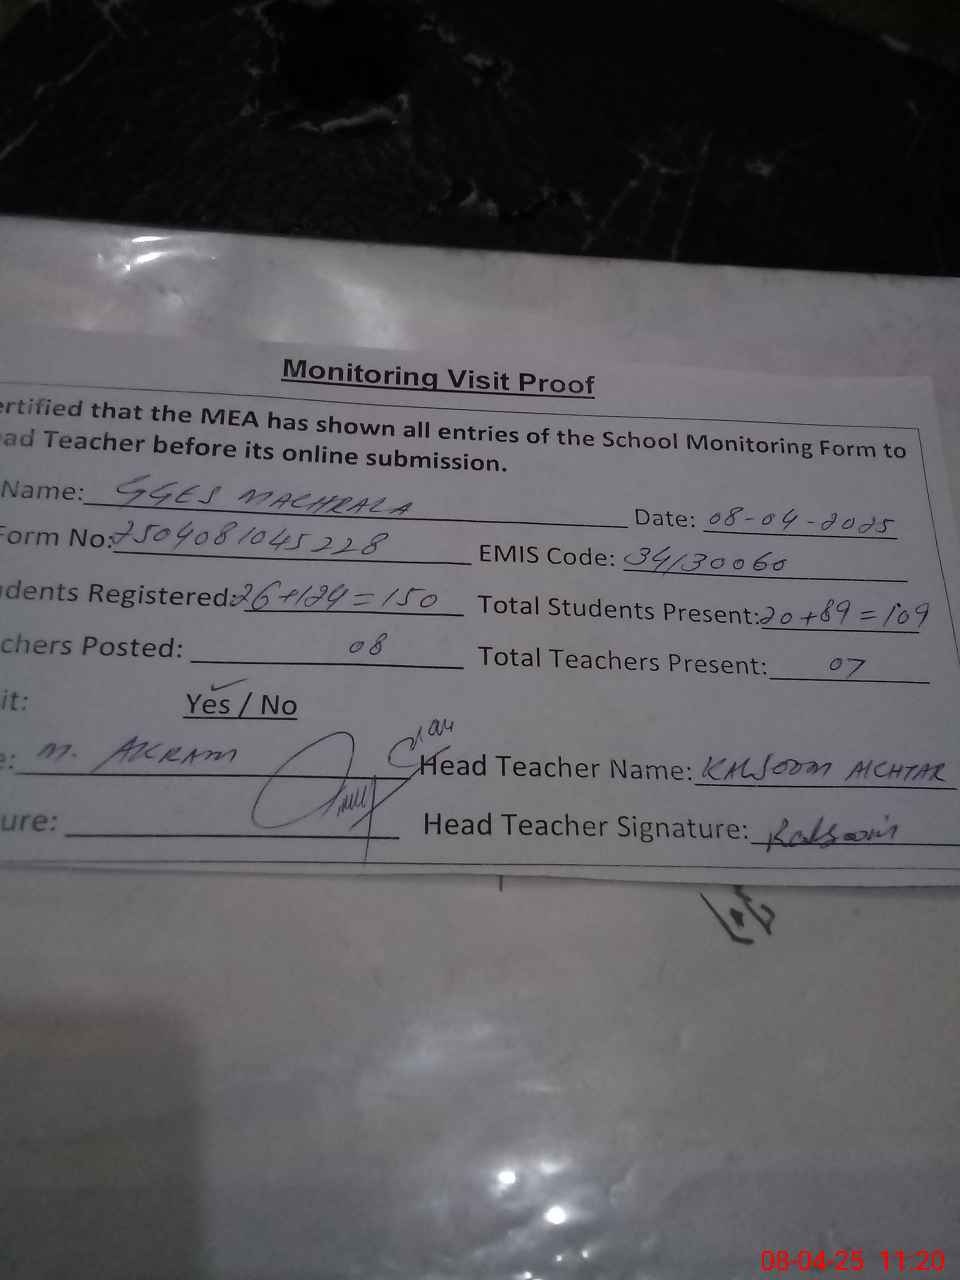 Monitoring Visit Proof
ertified that the MEA has shown all entries of the School Monitoring Form to
ad Teacher before its online submission.
Name: GGES MACHRALA Date: 08-04-2025
Form No: 2504081045228 EMIS Code: 34130060
dents Registered: 26+124=150 Total Students Present: 20+89=109
chers Posted: 08 Total Teachers Present: 07
it: Yes / No
e: M. AKRAM Head Teacher Name: KALSOOM AKHTAR
ure: Head Teacher Signature: Kalsoom
08-04-25 11:20